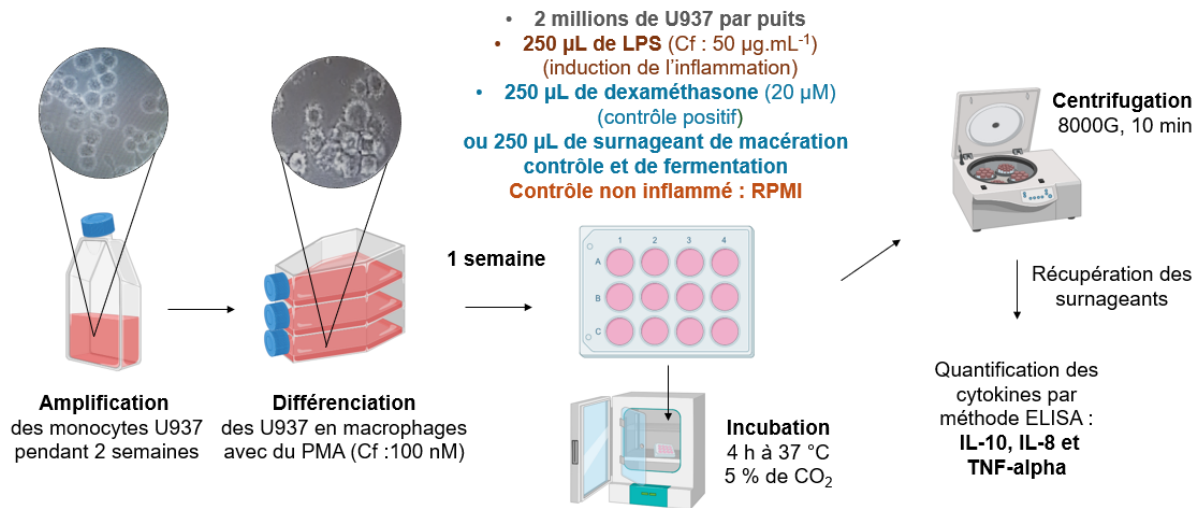 • 2 millions de U937 par puits
• 250 µL de LPS (Cf : 50 µg.mL⁻¹)
(induction de l'inflammation)
• 250 µL de dexaméthasone (20 µM)
(contrôle positif)
ou 250 µL de surnageant de macération
contrôle et de fermentation
Contrôle non inflammé : RPMI
Amplification
des monocytes U937
pendant 2 semaines
Différenciation
des U937 en macrophages
avec du PMA (Cf :100 nM)
1 semaine
1 2 3 4
A
B
C
Incubation
4 h à 37 °C
5 % de CO₂
Centrifugation
8000G, 10 min
Récupération des
surnageants
Quantification des
cytokines par
méthode ELISA :
IL-10, IL-8 et
TNF-alpha